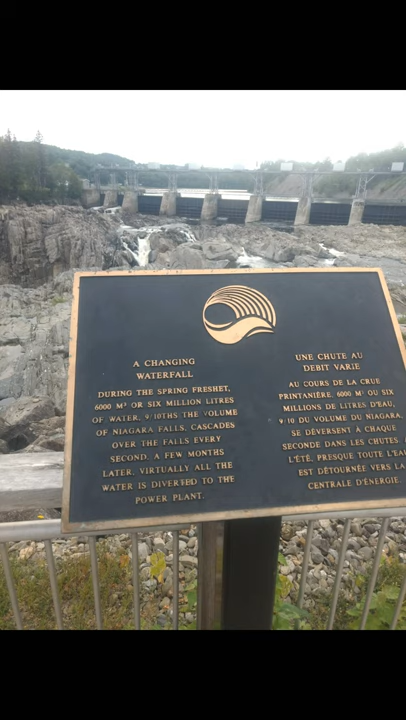 A CHANGING
WATERFALL
DURING THE SPRING FRESHET,
6000 M³ OR SIX MILLION LITRES
OF WATER, 9/10THS THE VOLUME
OF NIAGARA FALLS, CASCADES
OVER THE FALLS EVERY
SECOND. A FEW MONTHS
LATER, VIRTUALLY ALL THE
WATER IS DIVERTED TO THE
POWER PLANT.
UNE CHUTE AU
DEBIT VARIE
AU COURS DE LA CRUE
PRINTANIÈRE, 6000 M³ OU SIX
MILLIONS DE LITRES D'EAU,
9/10 DU VOLUME DU NIAGARA,
SE DÉVERSENT À CHAQUE
SECONDE DANS LES CHUTES.
L'ÉTÉ, PRESQUE TOUTE L'EAU
EST DÉTOURNÉE VERS LA
CENTRALE D'ÉNERGIE.